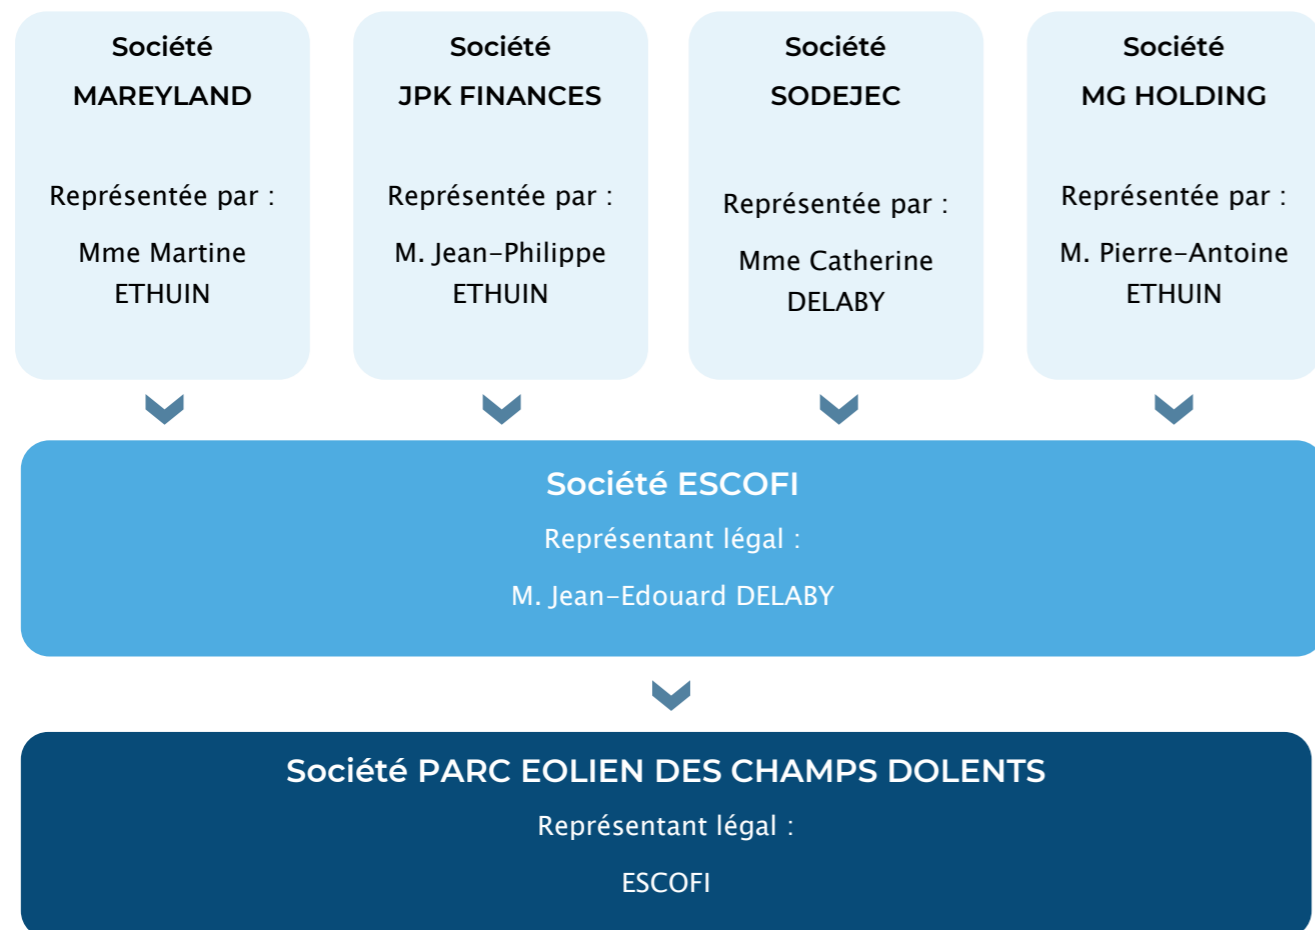 Société
MAREYLAND
Représentée par :
Mme Martine
ETHUIN
Société
JPK FINANCES
Représentée par :
M. Jean-Philippe
ETHUIN
Société
SODEJEC
Représentée par :
Mme Catherine
DELABY
Société
MG HOLDING
Représentée par :
M. Pierre-Antoine
ETHUIN
Société ESCOFI
Représentant légal :
M. Jean-Edouard DELABY
Société PARC EOLIEN DES CHAMPS DOLENTS
Représentant légal :
ESCOFI